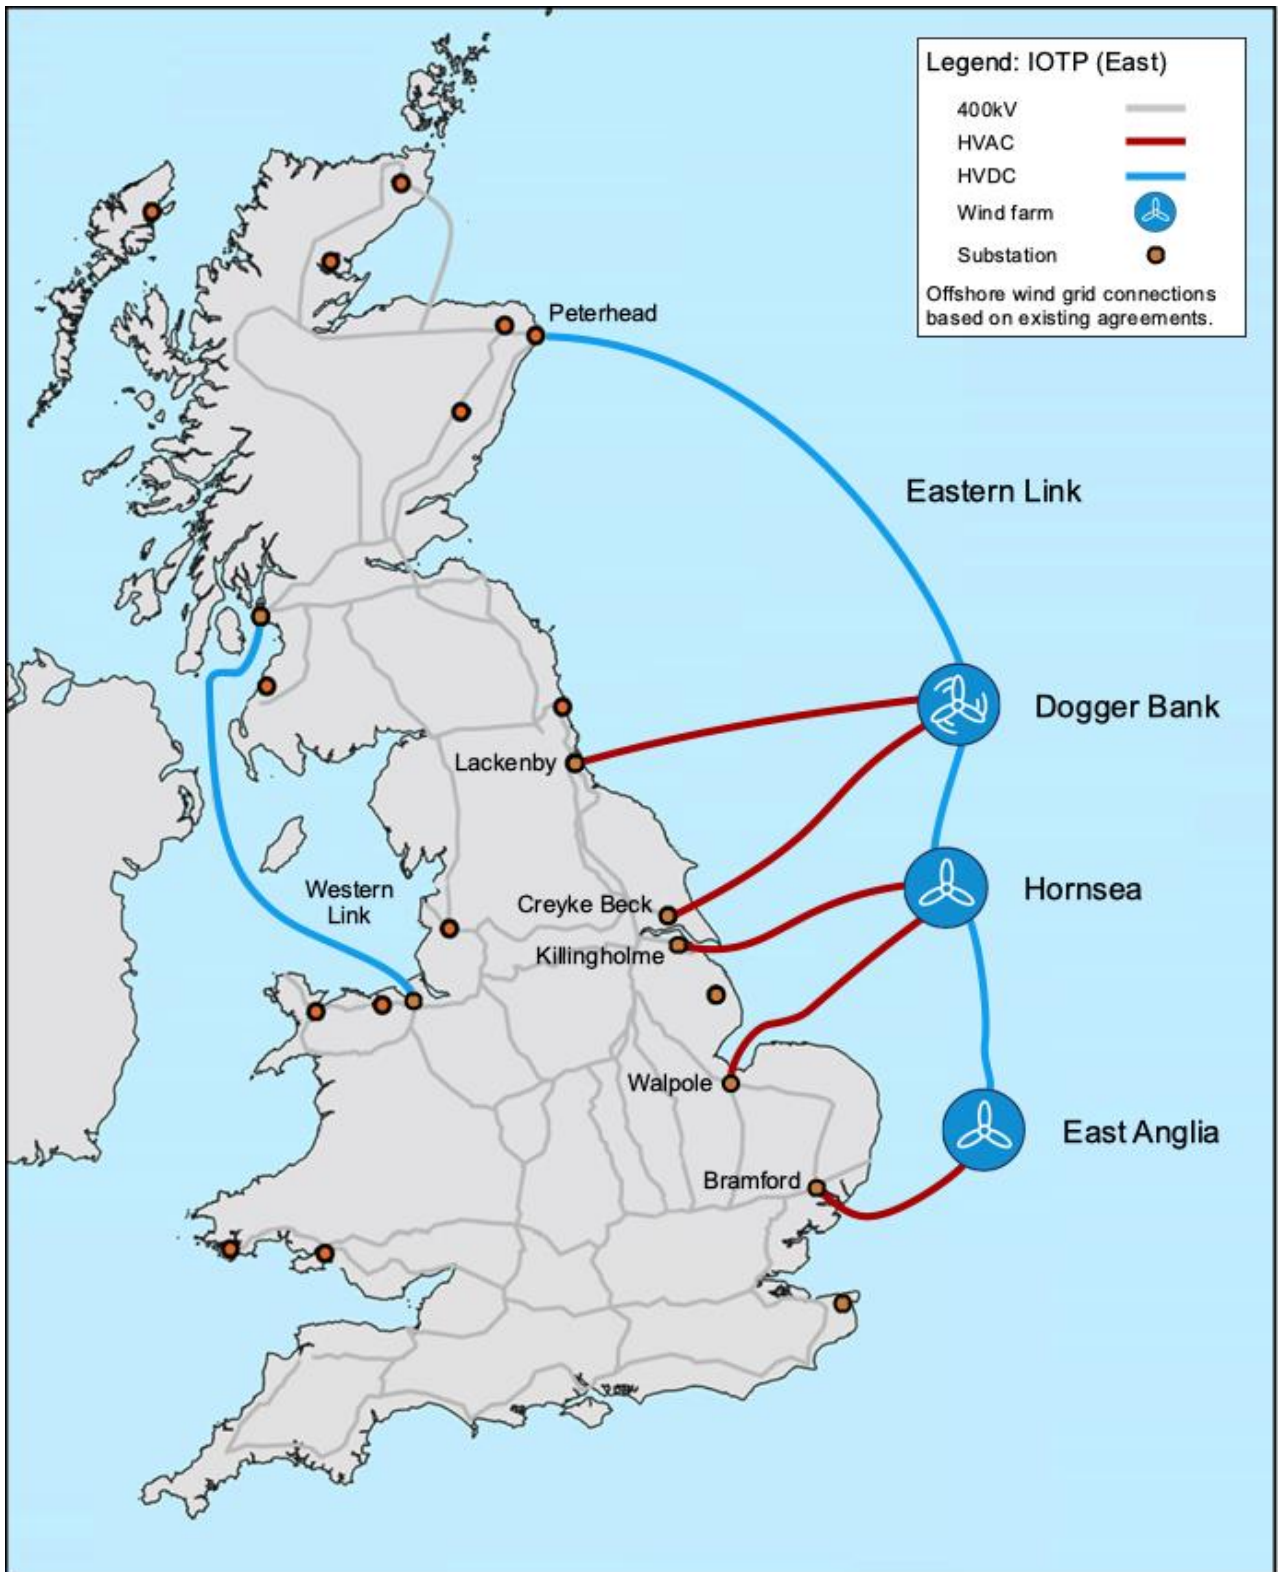 Legend: IOTP (East)
400kV
HVAC
HVDC
Wind farm
Substation
Offshore wind grid connections
based on existing agreements.
Peterhead
Eastern Link
Dogger Bank
Lackenby
Western
Link
Hornsea
Creyke Beck
Killingholme
Walpole
East Anglia
Bramford